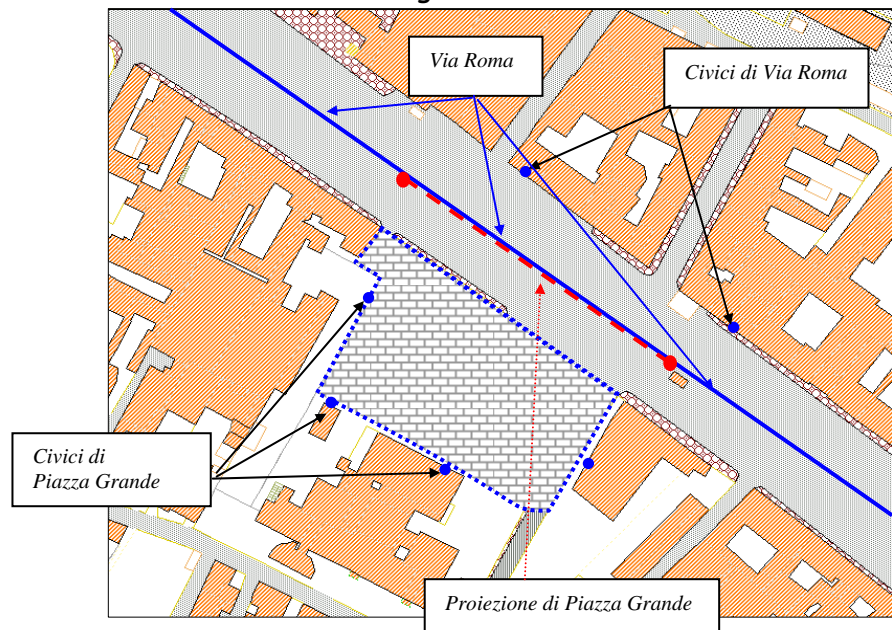 Via Roma
Civici di Via Roma
Civici di
Piazza Grande
Proiezione di Piazza Grande